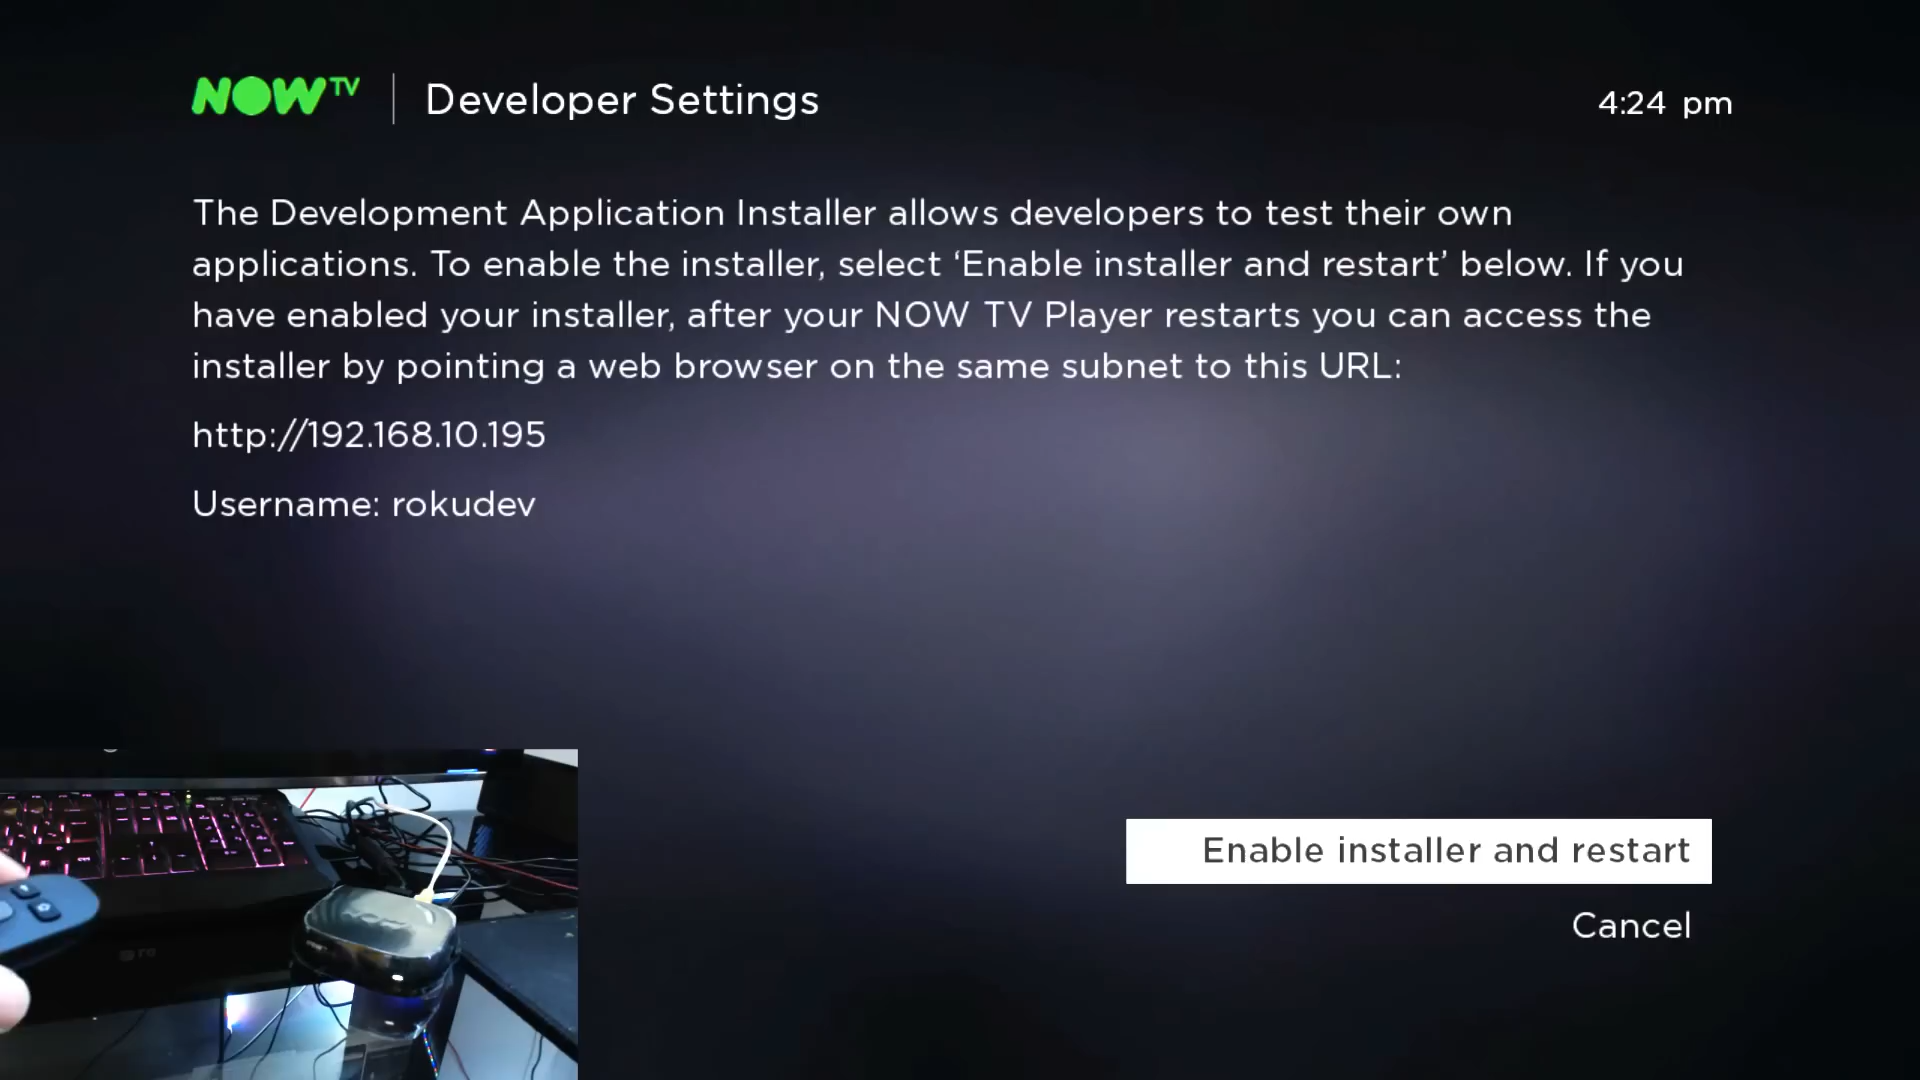 NOW TV | Developer Settings
4:24 pm
The Development Application Installer allows developers to test their own
applications. To enable the installer, select ‘Enable installer and restart’ below. If you
have enabled your installer, after your NOW TV Player restarts you can access the
installer by pointing a web browser on the same subnet to this URL:
http://192.168.10.195
Username: rokudev
Enable installer and restart
Cancel